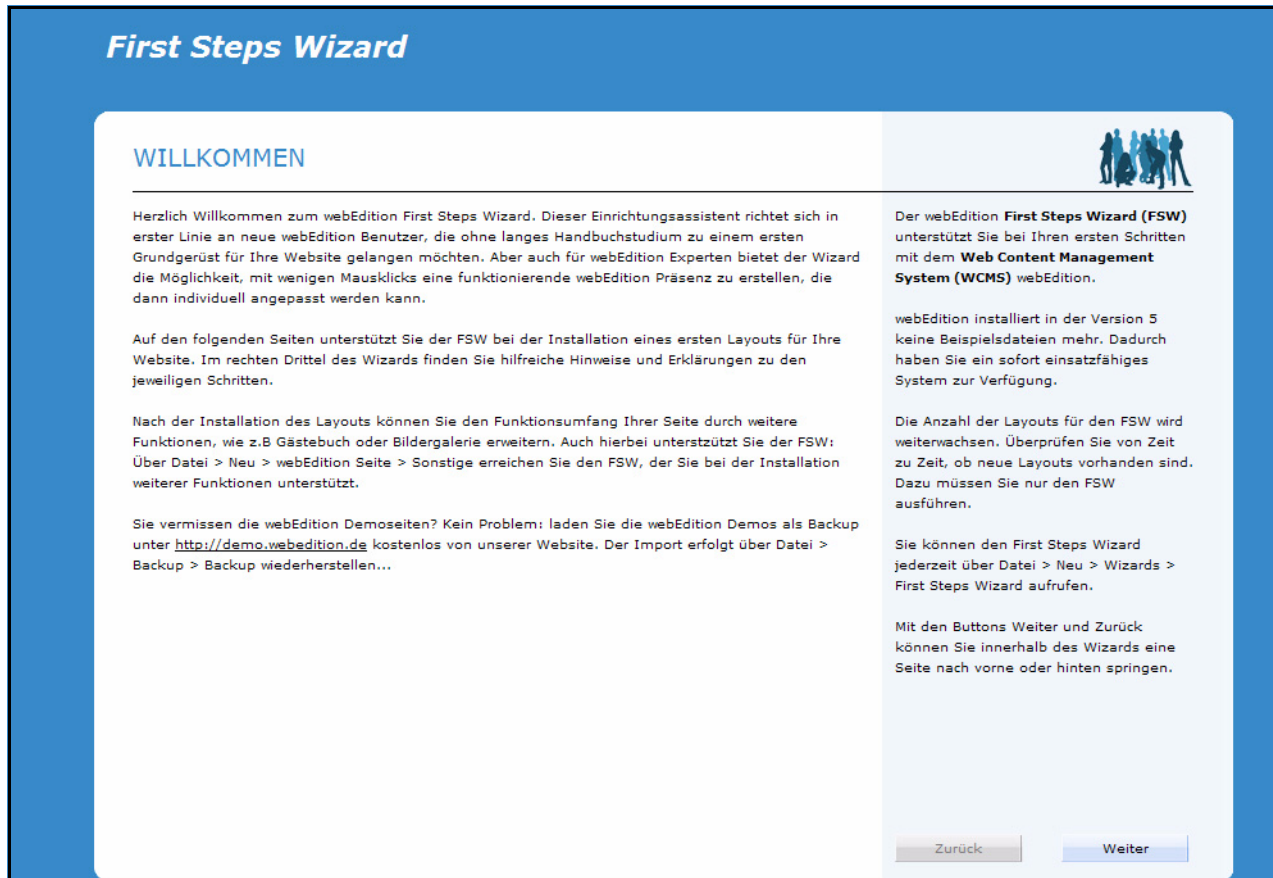 First Steps Wizard
WILLKOMMEN
Herzlich Willkommen zum webEdition First Steps Wizard. Dieser Einrichtungsassistent richtet sich in
erster Linie an neue webEdition Benutzer, die ohne langes Handbuchstudium zu einem ersten
Grundgerüst für Ihre Website gelangen möchten. Aber auch für webEdition Experten bietet der Wizard
die Möglichkeit, mit wenigen Mausklicks eine funktionierende webEdition Präsenz zu erstellen, die
dann individuell angepasst werden kann.
Auf den folgenden Seiten unterstützt Sie der FSW bei der Installation eines ersten Layouts für Ihre
Website. Im rechten Drittel des Wizards finden Sie hilfreiche Hinweise und Erklärungen zu den
jeweiligen Schritten.
Nach der Installation des Layouts können Sie den Funktionsumfang Ihrer Seite durch weitere
Funktionen, wie z.B Gästebuch oder Bildergalerie erweitern. Auch hierbei unterstzützt Sie der FSW:
Über Datei > Neu > webEdition Seite > Sonstige erreichen Sie den FSW, der Sie bei der Installation
weiterer Funktionen unterstützt.
Sie vermissen die webEdition Demoseiten? Kein Problem: laden Sie die webEdition Demos als Backup
unter http://demo.webedition.de kostenlos von unserer Website. Der Import erfolgt über Datei >
Backup > Backup wiederherstellen...
Der webEdition First Steps Wizard (FSW)
unterstützt Sie bei Ihren ersten Schritten
mit dem Web Content Management
System (WCMS) webEdition.
webEdition installiert in der Version 5
keine Beispielsdateien mehr. Dadurch
haben Sie ein sofort einsatzfähiges
System zur Verfügung.
Die Anzahl der Layouts für den FSW wird
weiterwachsen. Überprüfen Sie von Zeit
zu Zeit, ob neue Layouts vorhanden sind.
Dazu müssen Sie nur den FSW
ausführen.
Sie können den First Steps Wizard
jederzeit über Datei > Neu > Wizards >
First Steps Wizard aufrufen.
Mit den Buttons Weiter und Zurück
können Sie innerhalb des Wizards eine
Seite nach vorne oder hinten springen.
Zurück
Weiter